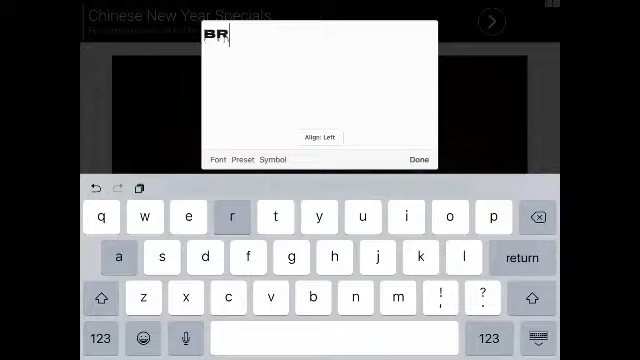 Chinese New Year Specials
BR
Align: Left
Font Preset Symbol Done
q w e r t y u i o p
a s d f g h j k l return
z x c v b n m ! , ? .
123 123